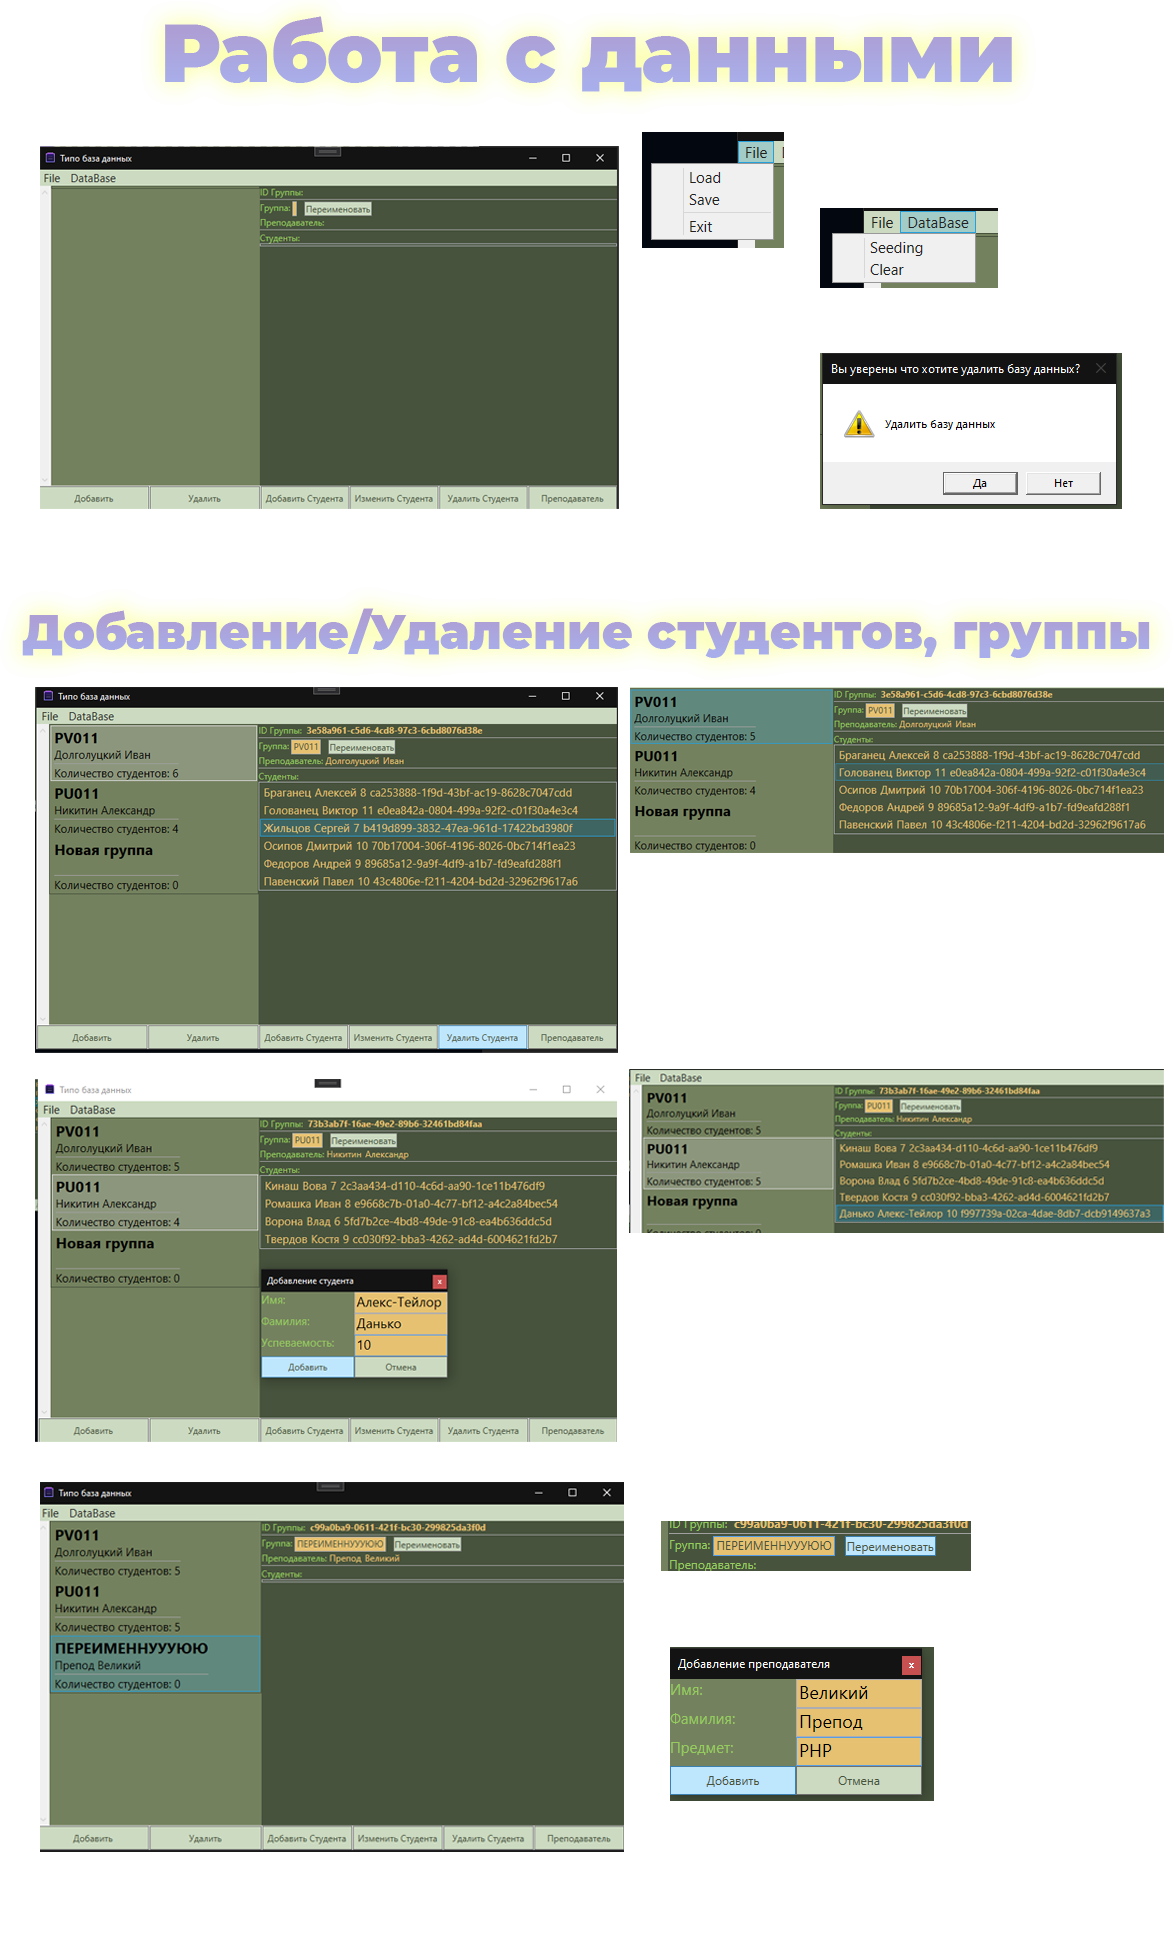 Работа с данными
Типо база данных
File DataBase
ID Группы:
Группа: Переименовать
Преподаватель:
Студенты:
Добавить Удалить Добавить Студента Изменить Студента Удалить Студента Преподаватель
File
Load
Save
Exit
File DataBase
Seeding
Clear
Вы уверены что хотите удалить базу данных?
Удалить базу данных
Да Нет
Добавление/Удаление студентов, группы
Типо база данных
File DataBase
PV011
Долголуцкий Иван
Количество студентов: 6
PU011
Никитин Александр
Количество студентов: 4
Новая группа
Количество студентов: 0
ID Группы: 3e58a961-c5d6-4cd8-97c3-6cbd8076d38e
Группа: PV011 Переименовать
Преподаватель: Долголуцкий Иван
Студенты:
Браганец Алексей 8 ca253888-1f9d-43bf-ac19-8628c7047cdd
Голованец Виктор 11 e0ea842a-0804-499a-92f2-c01f30a4e3c4
Жильцов Сергей 7 b419d899-3832-47ea-961d-17422bd3980f
Осипов Дмитрий 10 70b17004-306f-4196-8026-0bc714f1ea23
Федоров Андрей 9 89685a12-9a9f-4df9-a1b7-fd9eafd288f1
Павенский Павел 10 43c4806e-f211-4204-bd2d-32962f9617a6
Добавить Удалить Добавить Студента Изменить Студента Удалить Студента Преподаватель
PV011
Долголуцкий Иван
Количество студентов: 5
PU011
Никитин Александр
Количество студентов: 4
Новая группа
Количество студентов: 0
ID Группы: 3e58a961-c5d6-4cd8-97c3-6cbd8076d38e
Группа: PV011 Переименовать
Преподаватель: Долголуцкий Иван
Студенты:
Браганец Алексей 8 ca253888-1f9d-43bf-ac19-8628c7047cdd
Голованец Виктор 11 e0ea842a-0804-499a-92f2-c01f30a4e3c4
Осипов Дмитрий 10 70b17004-306f-4196-8026-0bc714f1ea23
Федоров Андрей 9 89685a12-9a9f-4df9-a1b7-fd9eafd288f1
Павенский Павел 10 43c4806e-f211-4204-bd2d-32962f9617a6
Типо база данных
File DataBase
PV011
Долголуцкий Иван
Количество студентов: 5
PU011
Никитин Александр
Количество студентов: 4
Новая группа
Количество студентов: 0
ID Группы: 73b3ab7f-16ae-49e2-89b6-32461bd84faa
Группа: PU011 Переименовать
Преподаватель: Никитин Александр
Студенты:
Кинаш Вова 7 2c3aa434-d110-4c6d-aa90-1ce11b476df9
Ромашка Иван 8 e9668c7b-01a0-4c77-bf12-a4c2a84bec54
Ворона Влад 6 5fd7b2ce-4bd8-49de-91c8-ea4b636ddc5d
Твердов Костя 9 cc030f92-bba3-4262-ad4d-6004621fd2b7
Добавление студента
Имя: Алекс-Тейлор
Фамилия: Данько
Успеваемость: 10
Добавить Отмена
Добавить Удалить Добавить Студента Изменить Студента Удалить Студента Преподаватель
File DataBase
PV011
Долголуцкий Иван
Количество студентов: 5
PU011
Никитин Александр
Количество студентов: 5
Новая группа
Количество студентов: 0
ID Группы: 73b3ab7f-16ae-49e2-89b6-32461bd84faa
Группа: PU011 Переименовать
Преподаватель: Никитин Александр
Студенты:
Кинаш Вова 7 2c3aa434-d110-4c6d-aa90-1ce11b476df9
Ромашка Иван 8 e9668c7b-01a0-4c77-bf12-a4c2a84bec54
Ворона Влад 6 5fd7b2ce-4bd8-49de-91c8-ea4b636ddc5d
Твердов Костя 9 cc030f92-bba3-4262-ad4d-6004621fd2b7
Данько Алекс-Тейлор 10 f997739a-02ca-4dae-8db7-dcb9149637a3
Типо база данных
File DataBase
PV011
Долголуцкий Иван
Количество студентов: 5
PU011
Никитин Александр
Количество студентов: 5
ПЕРЕИМЕННУУУЮЮ
Препод Великий
Количество студентов: 0
ID Группы: c99a0ba9-0611-421f-bc30-299825da3f0d
Группа: ПЕРЕИМЕННУУУЮЮ Переименовать
Преподаватель: Препод Великий
Студенты:
Добавить Удалить Добавить Студента Изменить Студента Удалить Студента Преподаватель
ID Группы: c99a0ba9-0611-421f-bc30-299825da3f0d
Группа: ПЕРЕИМЕННУУУЮЮ Переименовать
Преподаватель:
Добавление преподавателя
Имя: Великий
Фамилия: Препод
Предмет: PHP
Добавить Отмена